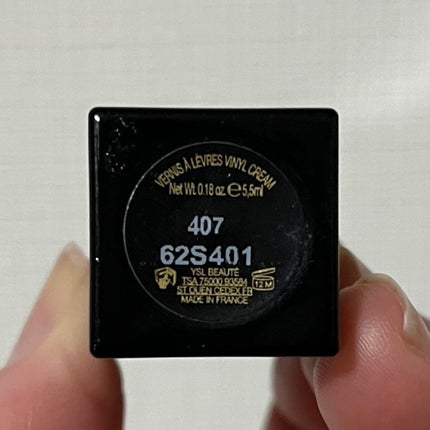 VERNIS À LÈVRES VINYL CREAM
Net Wt. 0.18 oz. ℮ 5,5ml
407
62S401
YSL BEAUTÉ
TSA 75000 93584
ST OUEN CEDEX FR
12 M
MADE IN FRANCE